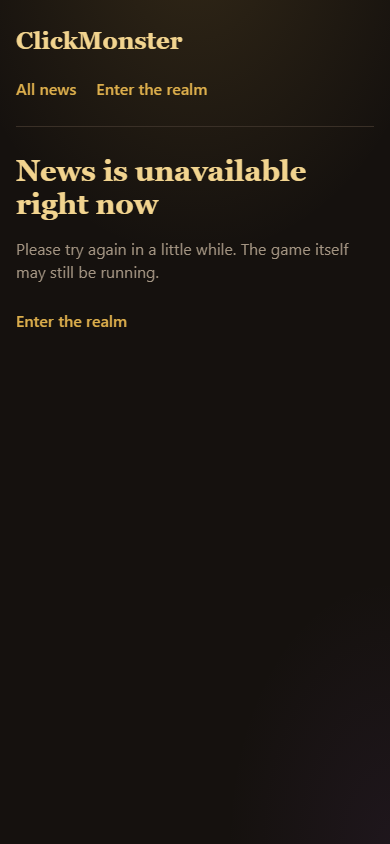 ClickMonster
All news Enter the realm
News is unavailable
right now
Please try again in a little while. The game itself
may still be running.
Enter the realm